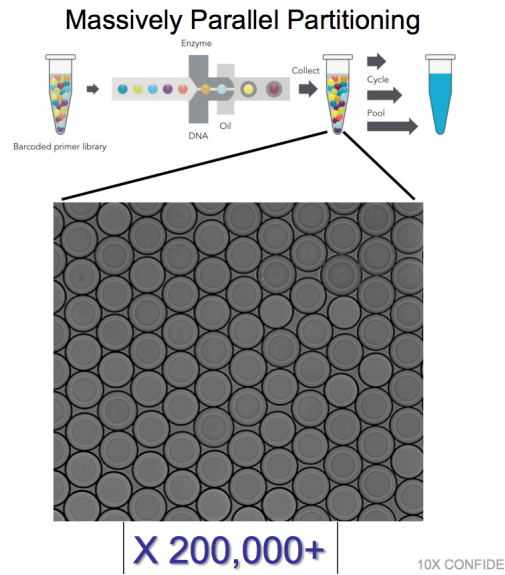 Massively Parallel Partitioning
Enzyme
Collect
Cycle
Pool
Oil
DNA
Barcoded primer library
X 200,000+
10X CONFIDE